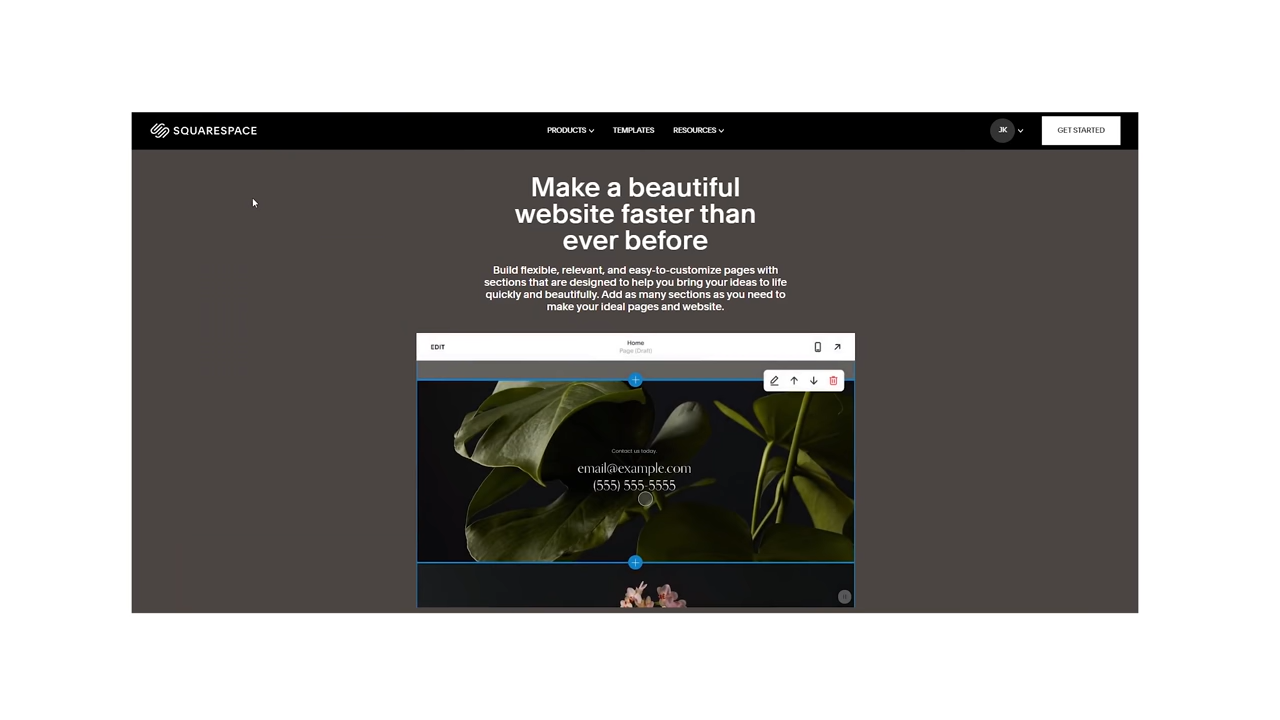 SQUARESPACE
PRODUCTS
TEMPLATES
RESOURCES
JK
GET STARTED
Make a beautiful
website faster than
ever before
Build flexible, relevant, and easy-to-customize pages with
sections that are designed to help you bring your ideas to life
quickly and beautifully. Add as many sections as you need to
make your ideal pages and website.
EDIT
Home
Page (Draft)
Contact us today.
email@example.com
(555) 555-5555